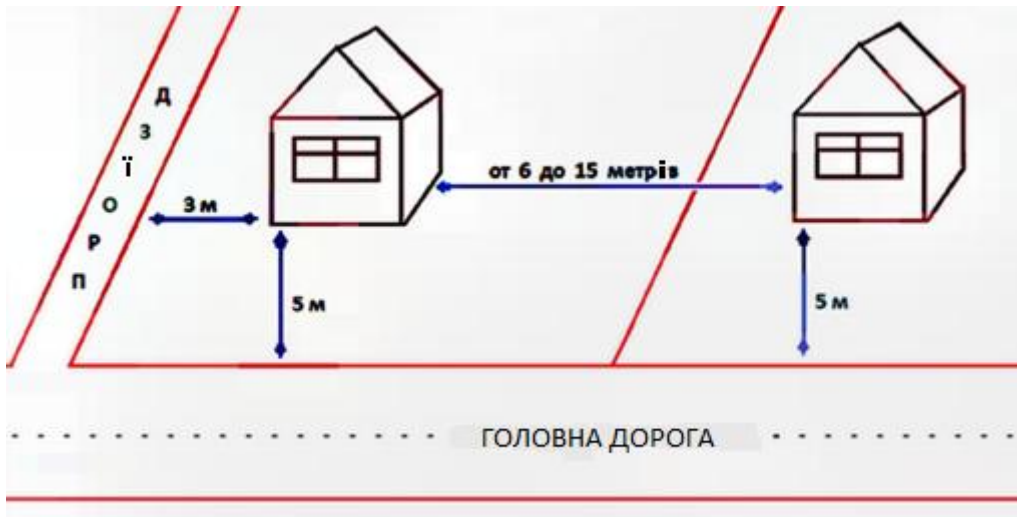 ПРОЇЗД
от 6 до 15 метрів
3 м
5 м
5 м
ГОЛОВНА ДОРОГА